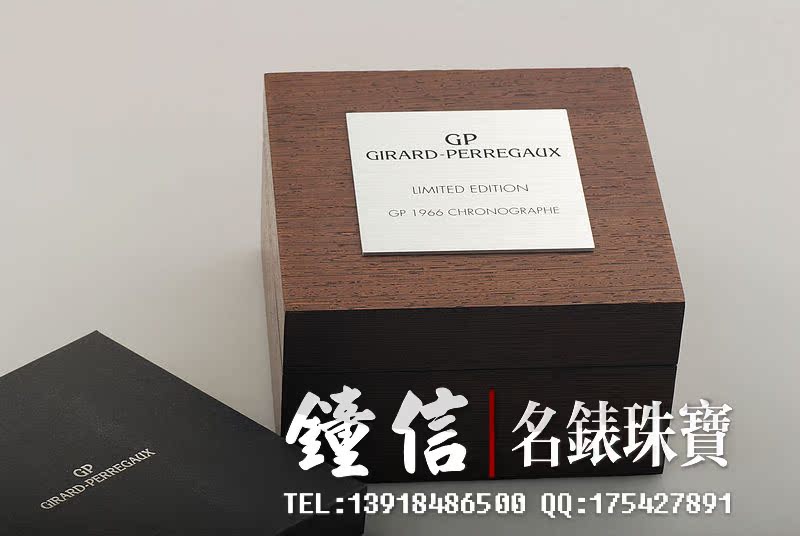 GP
GIRARD-PERREGAUX
LIMITED EDITION
GP 1966 CHRONOGRAPHE
GP
GIRARD-PERREGAUX
鐘信 名錶珠寶
TEL:13918486500 QQ:175427891